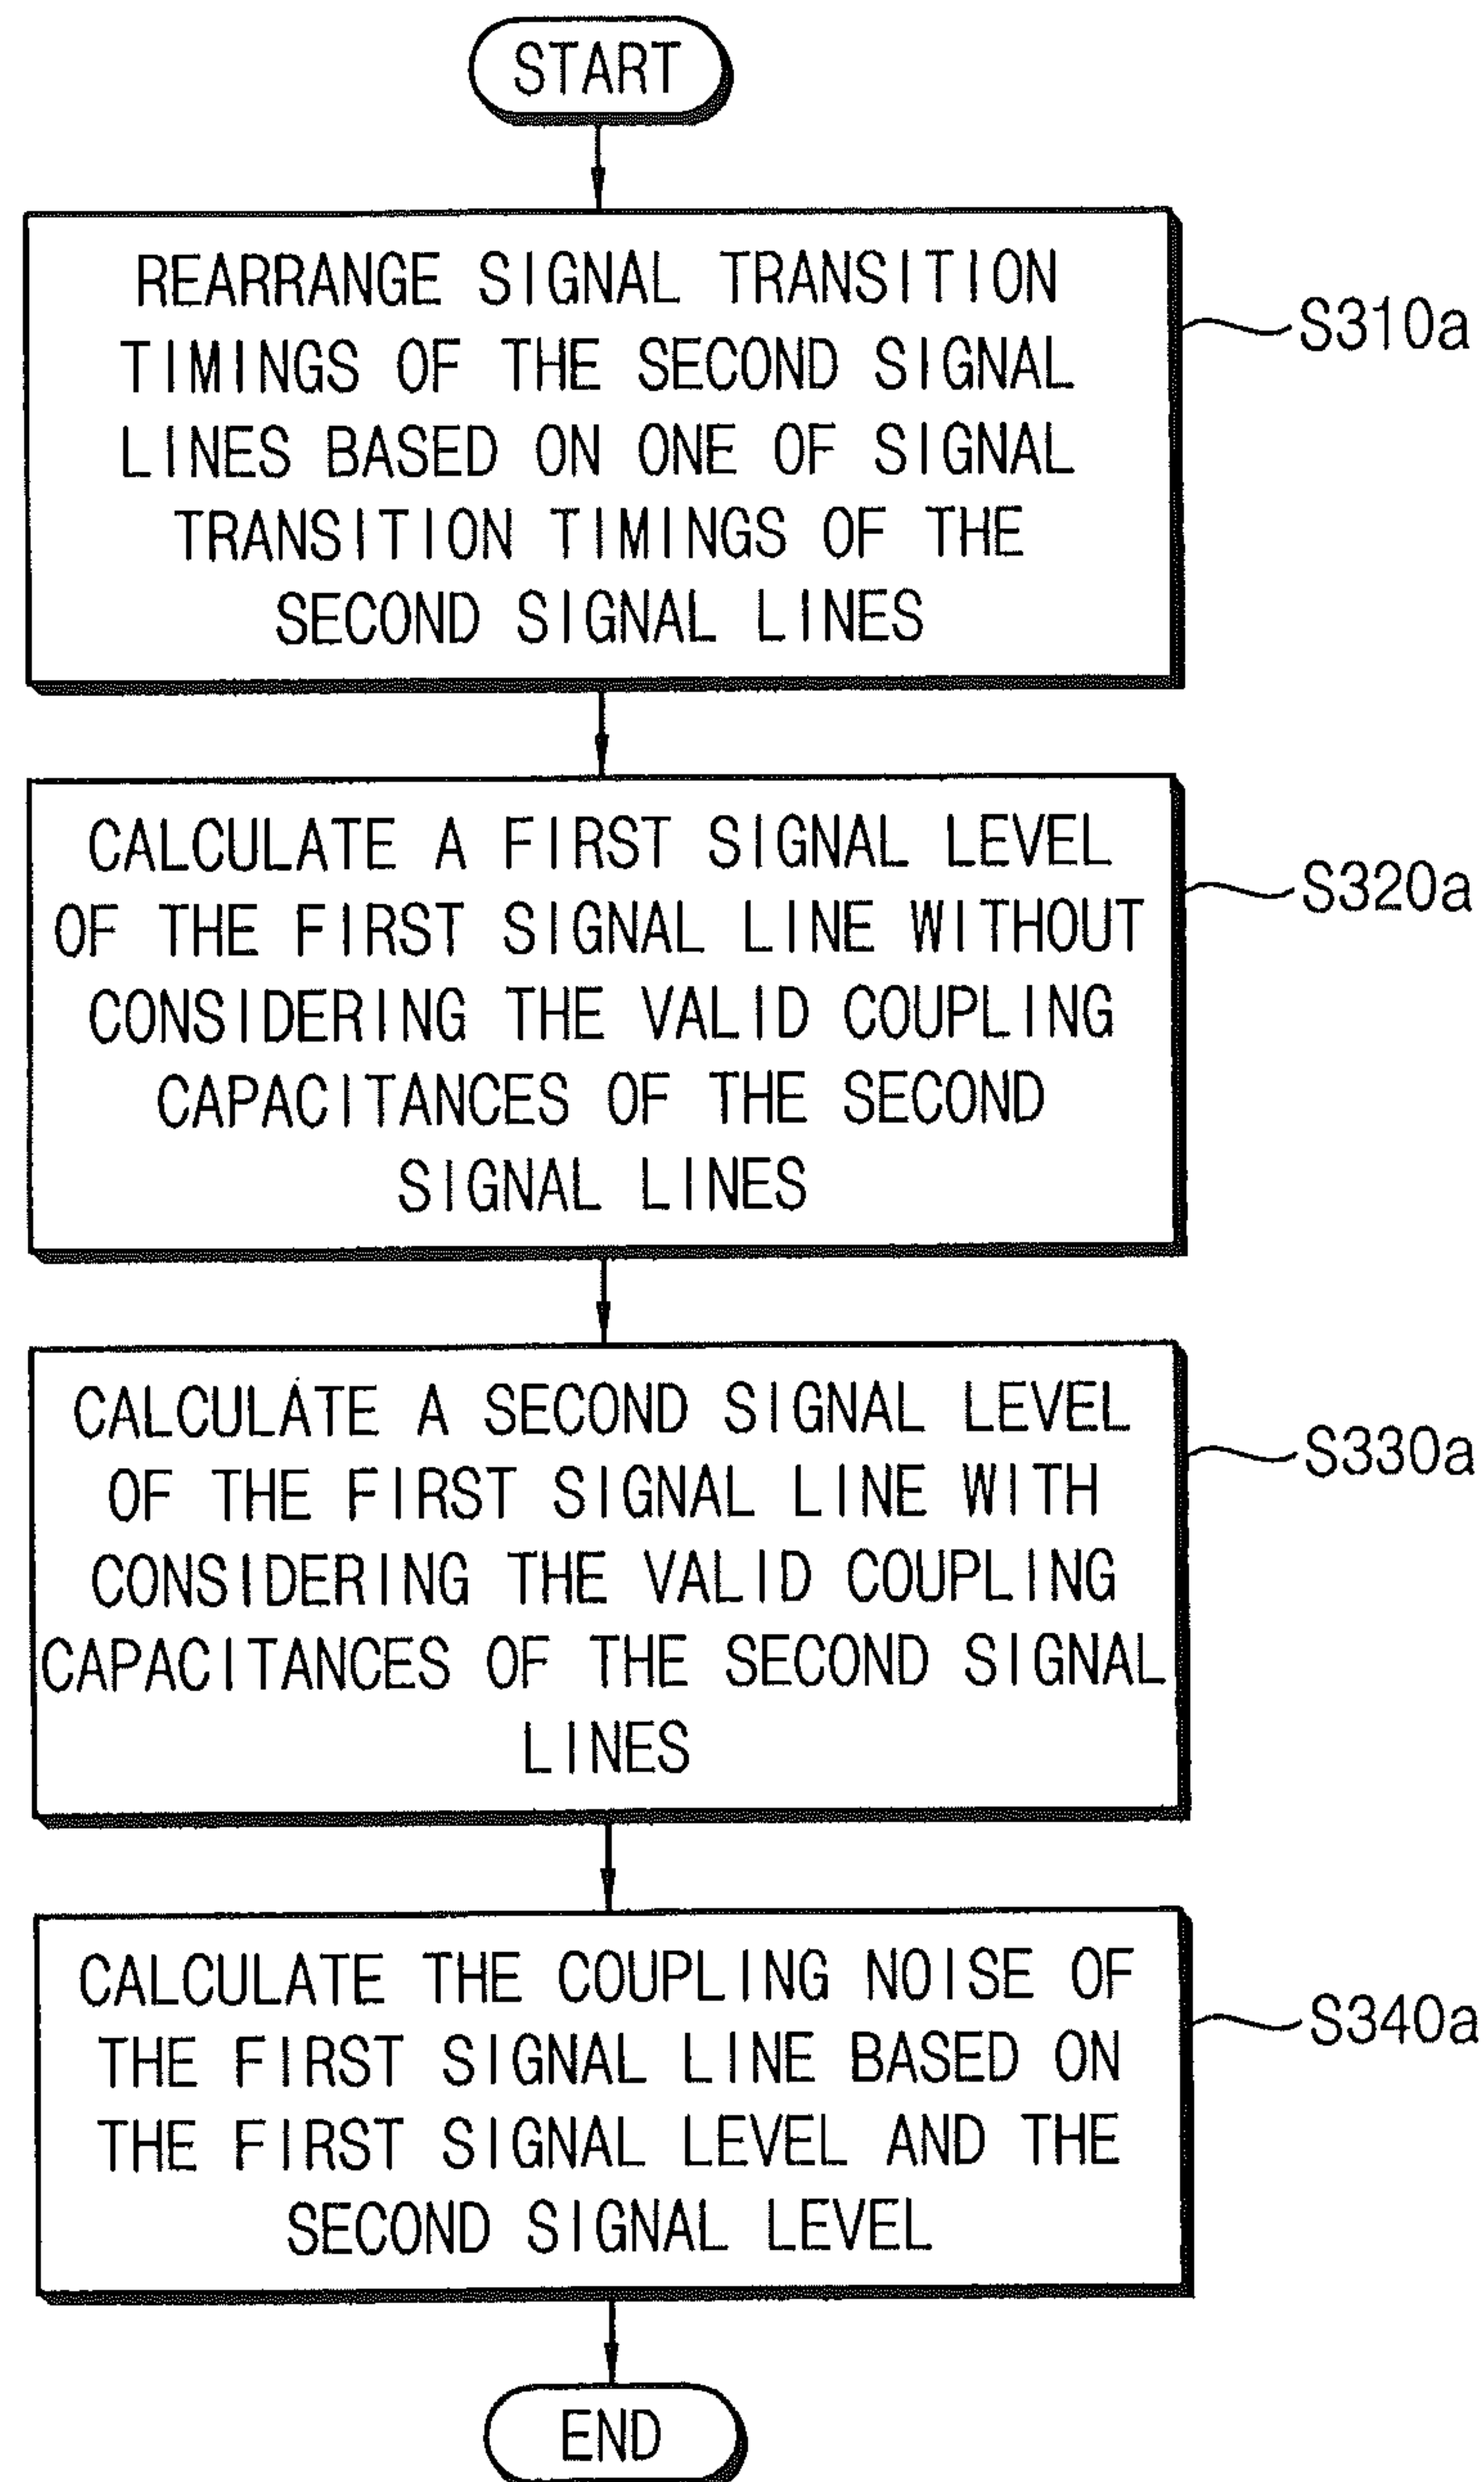 START
REARRANGE SIGNAL TRANSITION
TIMINGS OF THE SECOND SIGNAL
LINES BASED ON ONE OF SIGNAL
TRANSITION TIMINGS OF THE
SECOND SIGNAL LINES
S310a
CALCULATE A FIRST SIGNAL LEVEL
OF THE FIRST SIGNAL LINE WITHOUT
CONSIDERING THE VALID COUPLING
CAPACITANCES OF THE SECOND
SIGNAL LINES
S320a
CALCULATE A SECOND SIGNAL LEVEL
OF THE FIRST SIGNAL LINE WITH
CONSIDERING THE VALID COUPLING
CAPACITANCES OF THE SECOND SIGNAL
LINES
S330a
CALCULATE THE COUPLING NOISE OF
THE FIRST SIGNAL LINE BASED ON
THE FIRST SIGNAL LEVEL AND THE
SECOND SIGNAL LEVEL
S340a
END